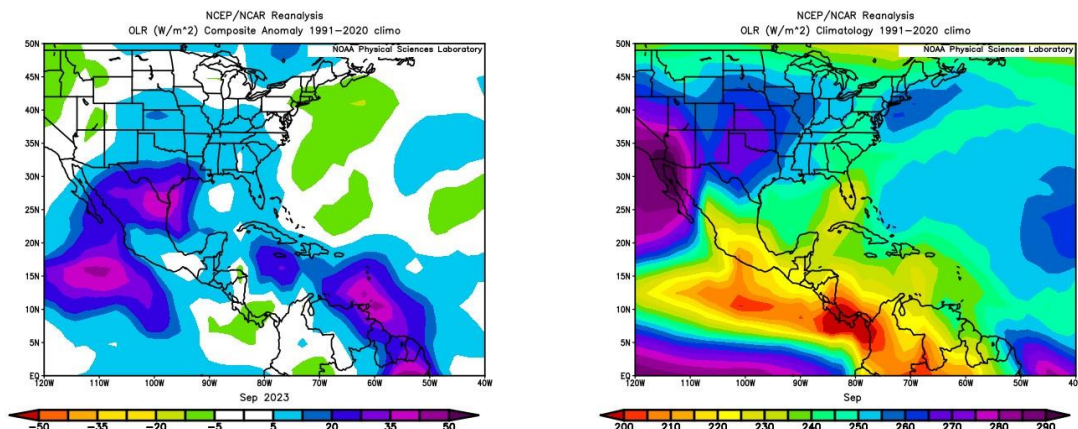 NCEP/NCAR Reanalysis
OLR (W/m^2) Composite Anomaly 1991-2020 climo
NOAA Physical Sciences Laboratory
50N
45N
40N
35N
30N
25N
20N
15N
10N
5N
EQ
120W 110W 100W 90W 80W 70W 60W 50W 40W
Sep 2023
-50 -35 -20 -5 5 20 35 50
NCEP/NCAR Reanalysis
OLR (W/m^2) Climatology 1991-2020 climo
NOAA Physical Sciences Laboratory
50N
45N
40N
35N
30N
25N
20N
15N
10N
5N
EQ
120W 110W 100W 90W 80W 70W 60W 50W 40W
Sep
200 210 220 230 240 250 260 270 280 290